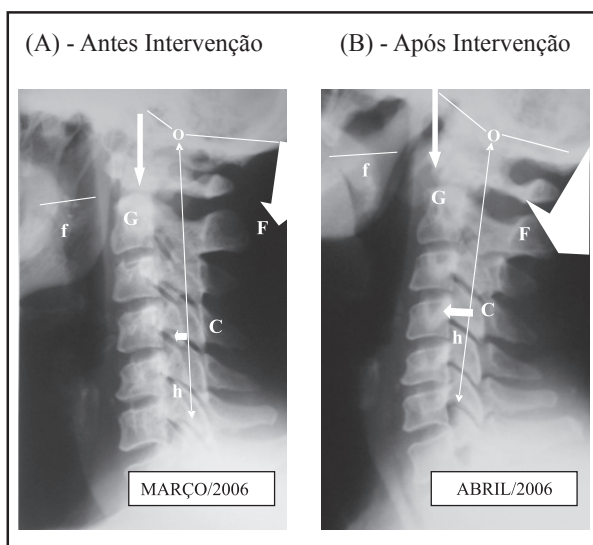 (A) - Antes Intervenção
(B) - Após Intervenção
O
f
G
F
C
h
MARÇO/2006
O
f
G
F
C
h
ABRIL/2006